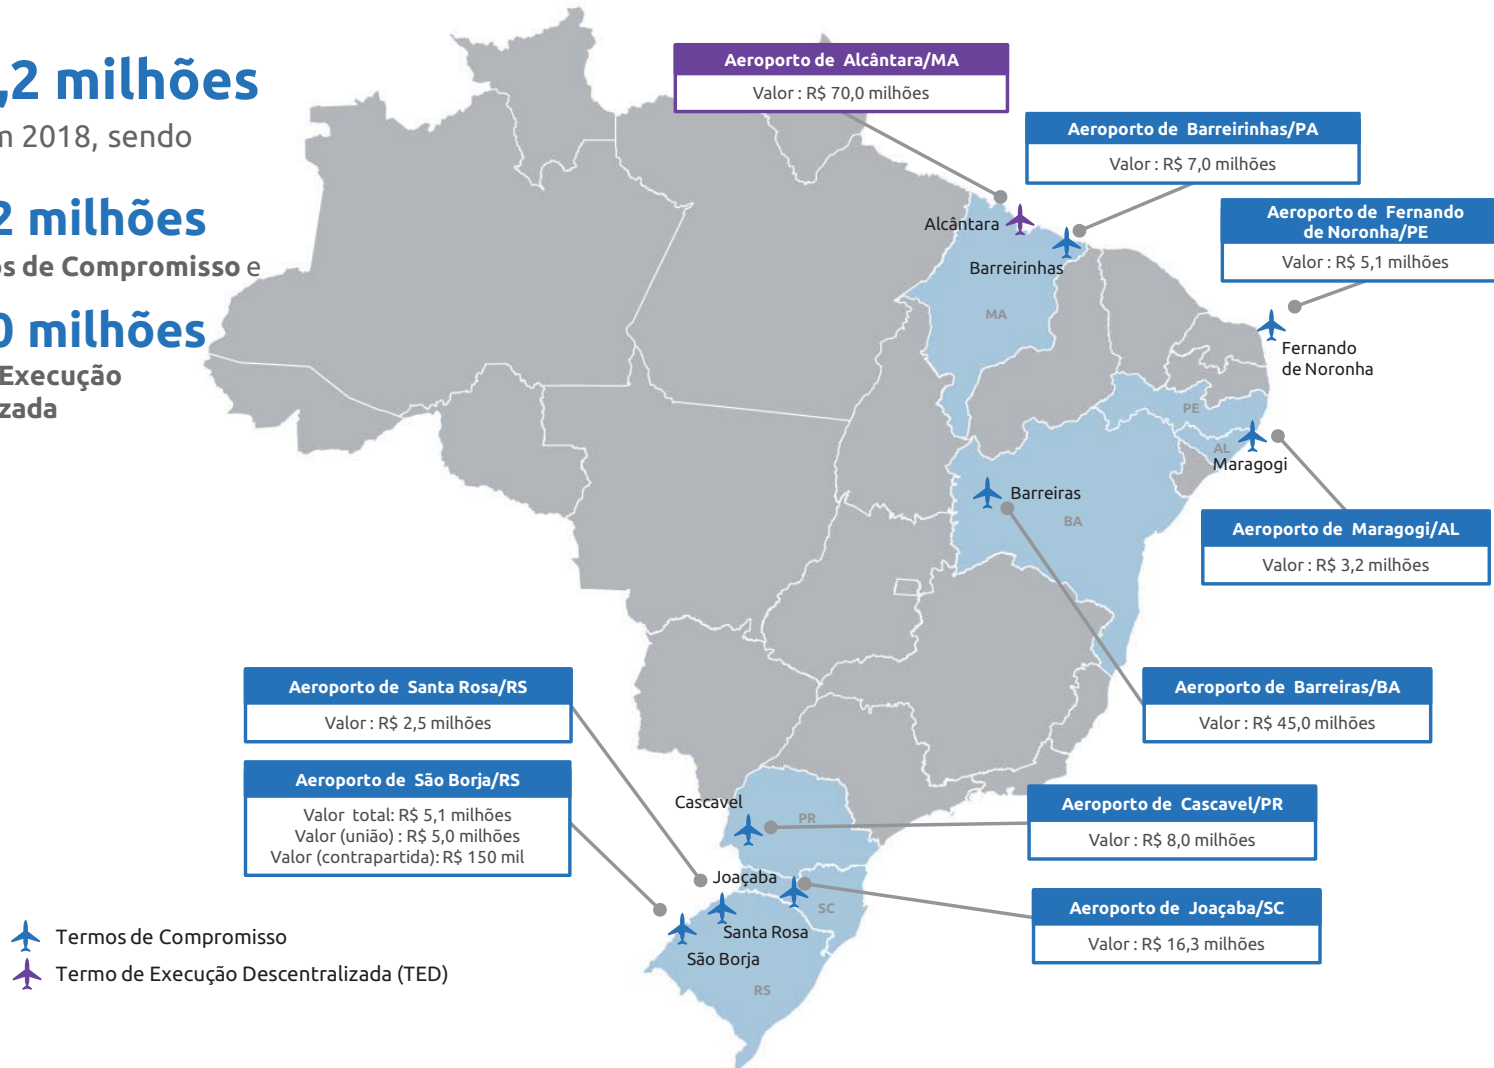 ,2 milhões
2018, sendo
2 milhões
de Compromisso e
0 milhões
Execução
Aeroporto de Alcântara/MA
Valor : R$ 70,0 milhões
Aeroporto de Barreirinhas/PA
Valor : R$ 7,0 milhões
Aeroporto de Fernando
de Noronha/PE
Valor : R$ 5,1 milhões
Alcântara
Barreirinhas
MA
Fernando
de Noronha
PE
AL
Maragogi
Barreiras
BA
Aeroporto de Maragogi/AL
Valor : R$ 3,2 milhões
Aeroporto de Santa Rosa/RS
Valor : R$ 2,5 milhões
Aeroporto de Barreiras/BA
Valor : R$ 45,0 milhões
Aeroporto de São Borja/RS
Valor total: R$ 5,1 milhões
Valor (união) : R$ 5,0 milhões
Valor (contrapartida): R$ 150 mil
Cascavel
PR
Aeroporto de Cascavel/PR
Valor : R$ 8,0 milhões
Joaçaba
SC
Aeroporto de Joaçaba/SC
Valor : R$ 16,3 milhões
Santa Rosa
São Borja
RS
Termos de Compromisso
Termo de Execução Descentralizada (TED)